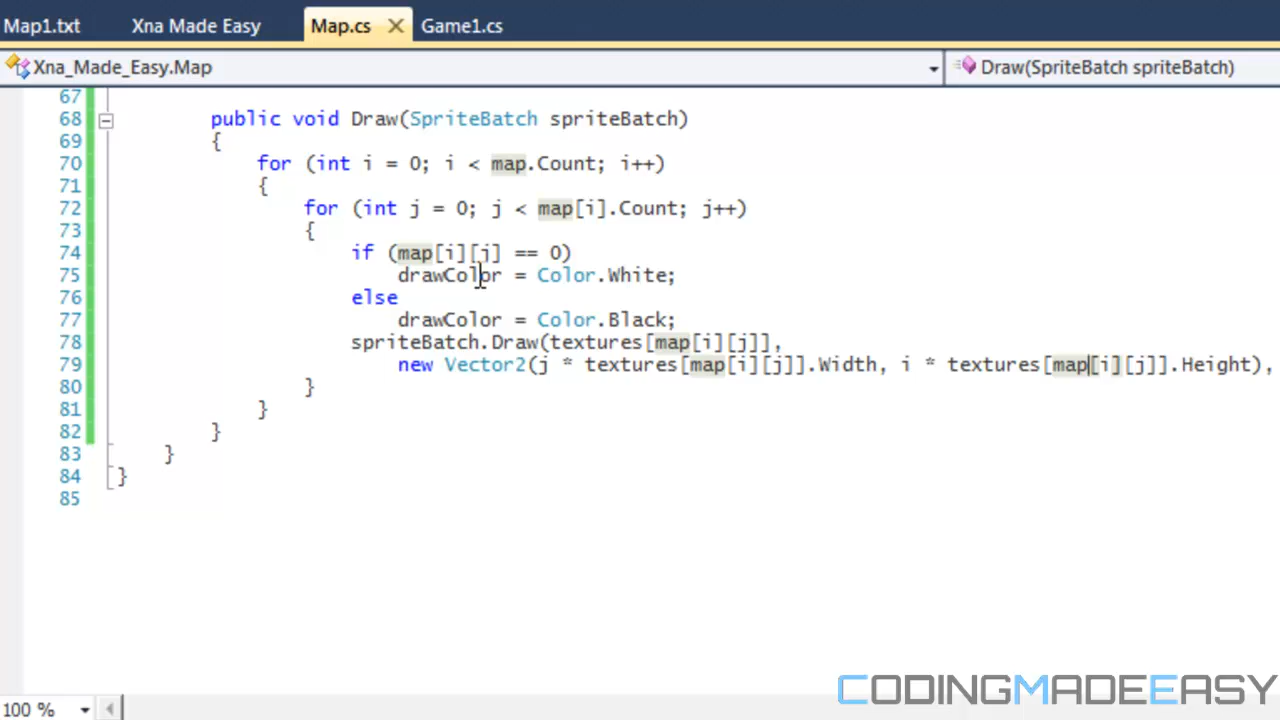 Map1.txt Xna Made Easy Map.cs Game1.cs
Xna_Made_Easy.Map Draw(SpriteBatch spriteBatch)
67
68 public void Draw(SpriteBatch spriteBatch)
69 {
70 for (int i = 0; i < map.Count; i++)
71 {
72 for (int j = 0; j < map[i].Count; j++)
73 {
74 if (map[i][j] == 0)
75 drawColor = Color.White;
76 else
77 drawColor = Color.Black;
78 spriteBatch.Draw(textures[map[i][j]],
79 new Vector2(j * textures[map[i][j]].Width, i * textures[map[i][j]].Height),
80 }
81 }
82 }
83 }
84 }
85
100 %
CODINGMADEEASY